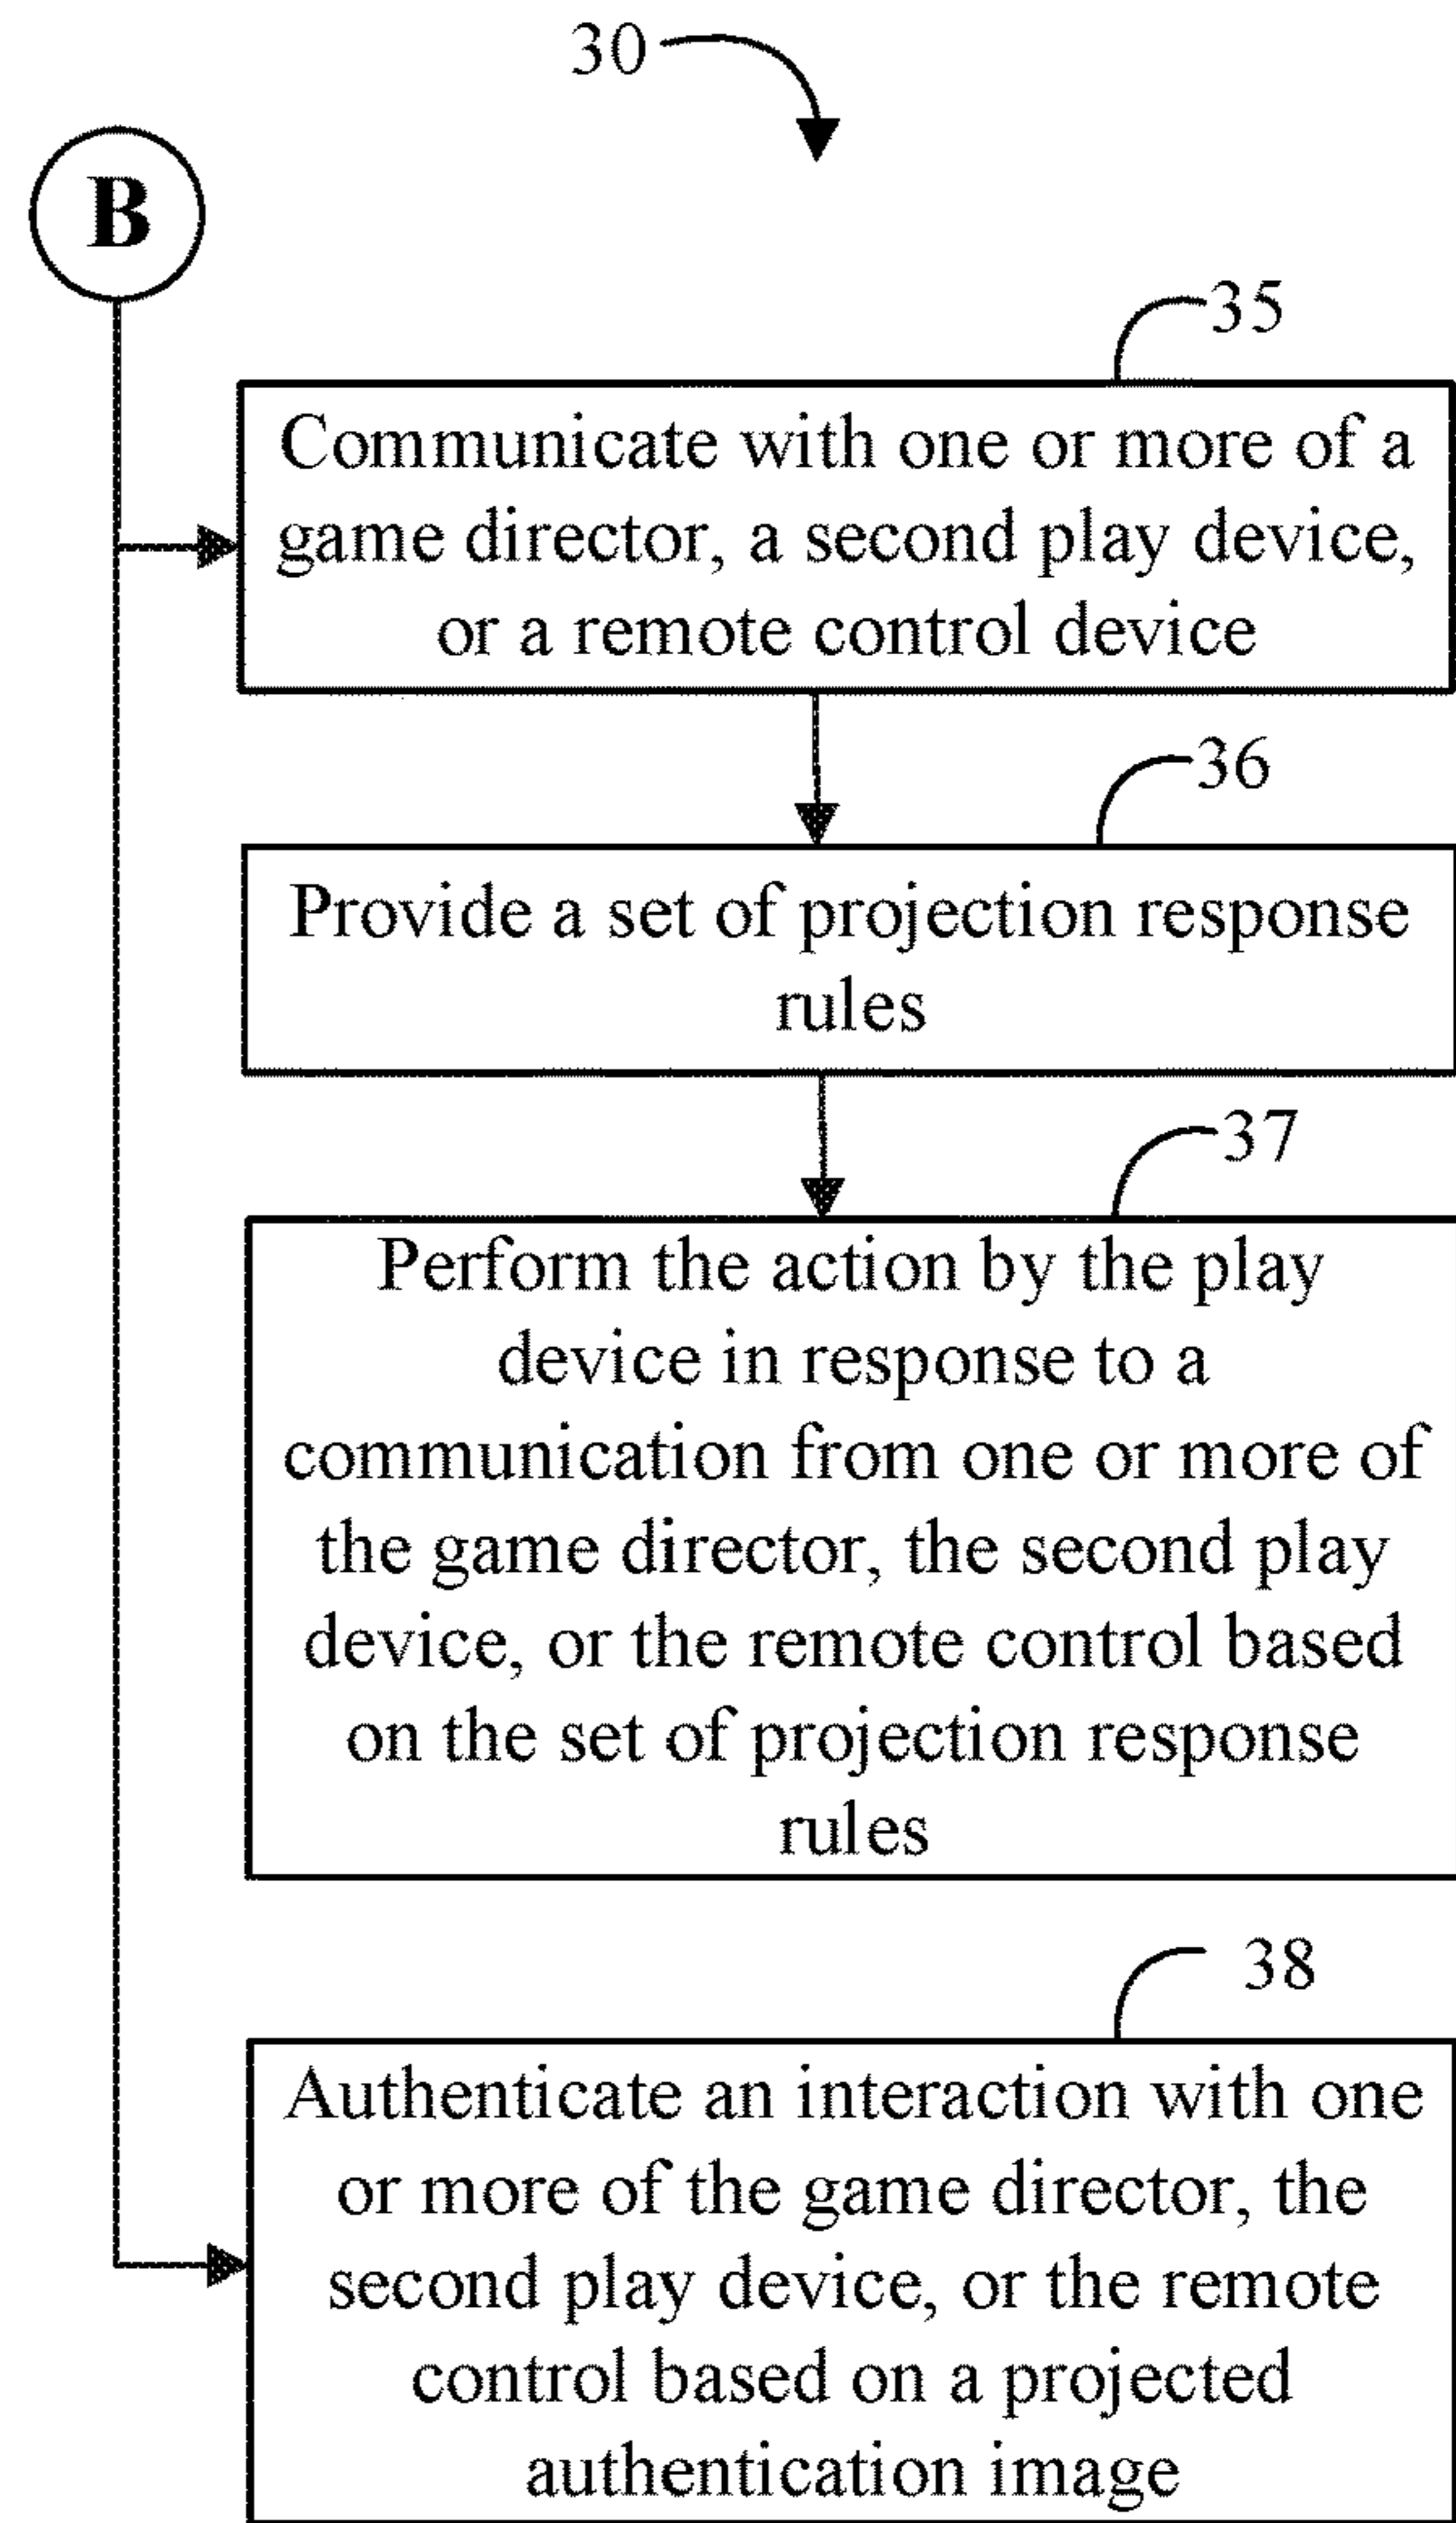 30
B
35
Communicate with one or more of a
game director, a second play device,
or a remote control device
36
Provide a set of projection response
rules
37
Perform the action by the play
device in response to a
communication from one or more of
the game director, the second play
device, or the remote control based
on the set of projection response
rules
38
Authenticate an interaction with one
or more of the game director, the
second play device, or the remote
control based on a projected
authentication image